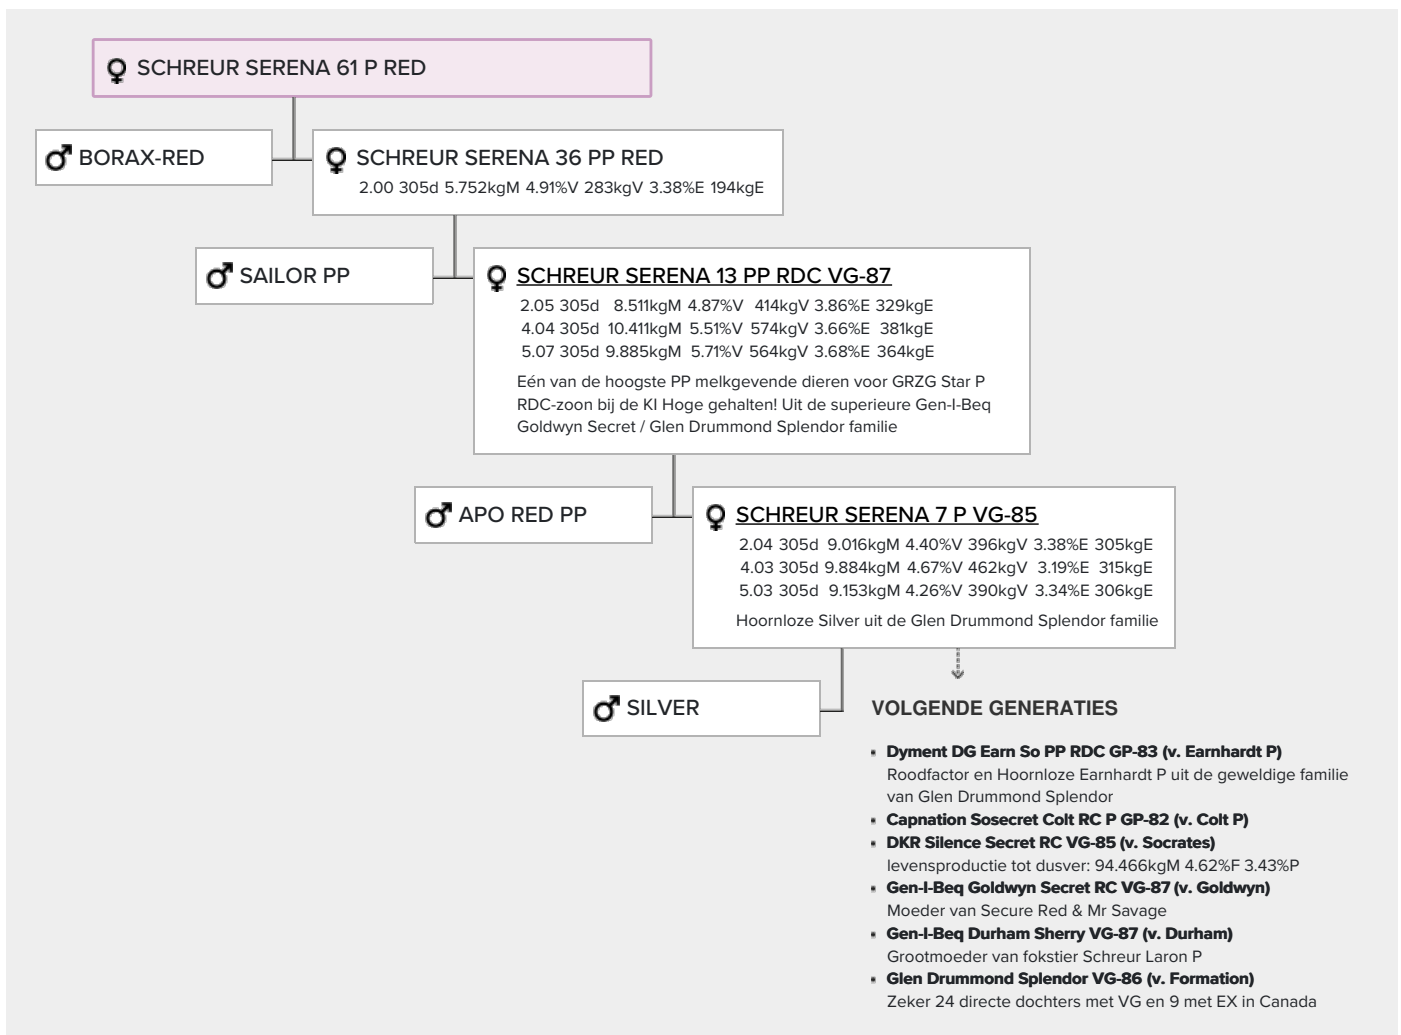 SCHREUR SERENA 61 P RED
BORAX-RED
SCHREUR SERENA 36 PP RED
2.00 305d 5.752kgM 4.91%V 283kgV 3.38%E 194kgE
SAILOR PP
SCHREUR SERENA 13 PP RDC VG-87
2.05 305d 8.511kgM 4.87%V 414kgV 3.86%E 329kgE
4.04 305d 10.411kgM 5.51%V 574kgV 3.66%E 381kgE
5.07 305d 9.885kgM 5.71%V 564kgV 3.68%E 364kgE
Eén van de hoogste PP melkgevende dieren voor GRZG Star P
RDC-zoon bij de KI Hoge gehalten! Uit de superieure Gen-I-Beq
Goldwyn Secret / Glen Drummond Splendor familie
APO RED PP
SCHREUR SERENA 7 P VG-85
2.04 305d 9.016kgM 4.40%V 396kgV 3.38%E 305kgE
4.03 305d 9.884kgM 4.67%V 462kgV 3.19%E 315kgE
5.03 305d 9.153kgM 4.26%V 390kgV 3.34%E 306kgE
Hoornloze Silver uit de Glen Drummond Splendor familie
SILVER
VOLGENDE GENERATIES
Dyment DG Earn So PP RDC GP-83 (v. Earnhardt P)
Roodfactor en Hoornloze Earnhardt P uit de geweldige familie
van Glen Drummond Splendor
Capnation Sosecret Colt RC P GP-82 (v. Colt P)
DKR Silence Secret RC VG-85 (v. Socrates)
levensproductie tot dusver: 94.466kgM 4.62%F 3.43%P
Gen-I-Beq Goldwyn Secret RC VG-87 (v. Goldwyn)
Moeder van Secure Red & Mr Savage
Gen-I-Beq Durham Sherry VG-87 (v. Durham)
Grootmoeder van fokstier Schreur Laron P
Glen Drummond Splendor VG-86 (v. Formation)
Zeker 24 directe dochters met VG en 9 met EX in Canada